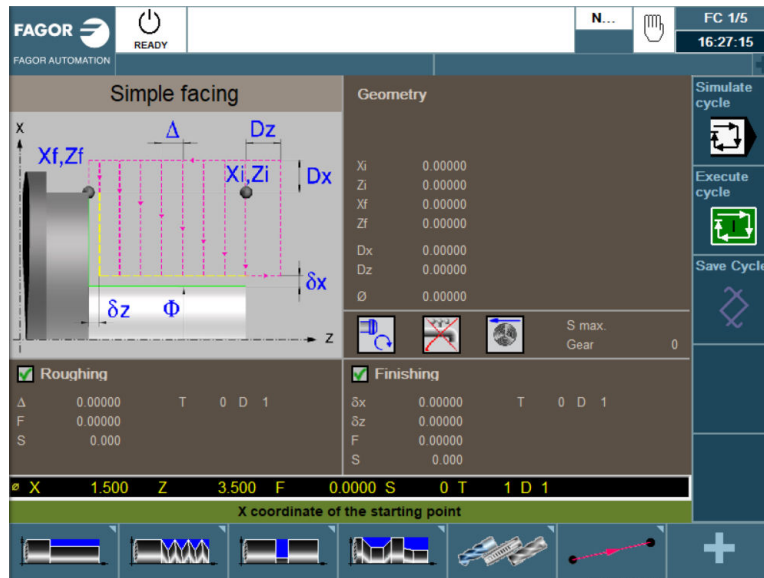 FAGOR
FAGOR AUTOMATION
READY
N...
FC 1/5
16:27:15
Simple facing
X
Xf,Zf
Δ
Dz
Xi,Zi
Dx
δx
δz
Φ
Z
Geometry
Xi 0.00000
Zi 0.00000
Xf 0.00000
Zf 0.00000
Dx 0.00000
Dz 0.00000
Ø 0.00000
S max.
Gear 0
Simulate cycle
Execute cycle
Save Cycle
Roughing
Δ 0.00000 T 0 D 1
F 0.00000
S 0.000
Finishing
δx 0.00000 T 0 D 1
δz 0.00000
F 0.00000
S 0.000
ø X 1.500 Z 3.500 F 0.0000 S 0 T 1 D 1
X coordinate of the starting point